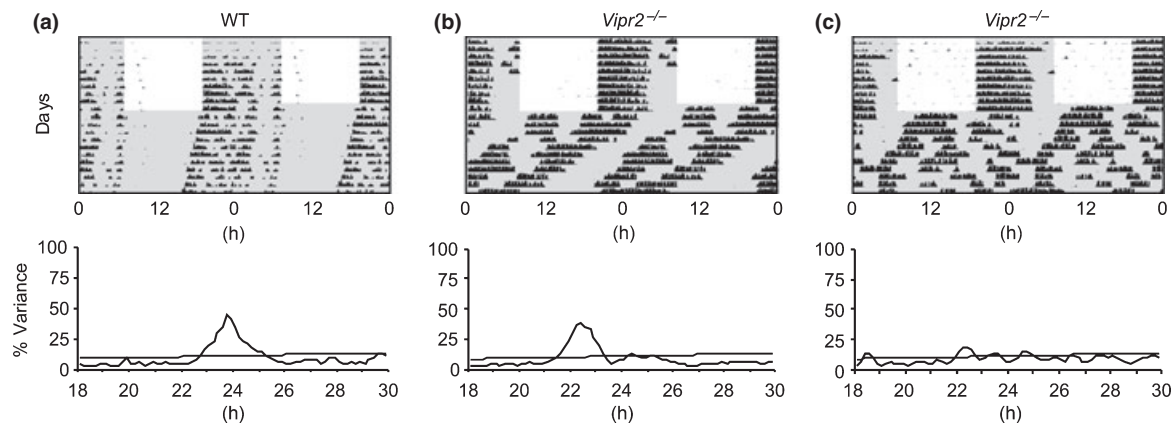 (a) WT (b) Vipr2⁻/⁻ (c) Vipr2⁻/⁻
Days
0 12 0 12 0 0 12 0 12 0 0 12 0 12 0
(h) (h) (h)
100 100 100
75 75 75
50 50 50
25 25 25
0 0 0
% Variance
18 20 22 24 26 28 30 18 20 22 24 26 28 30 18 20 22 24 26 28 30
(h) (h) (h)